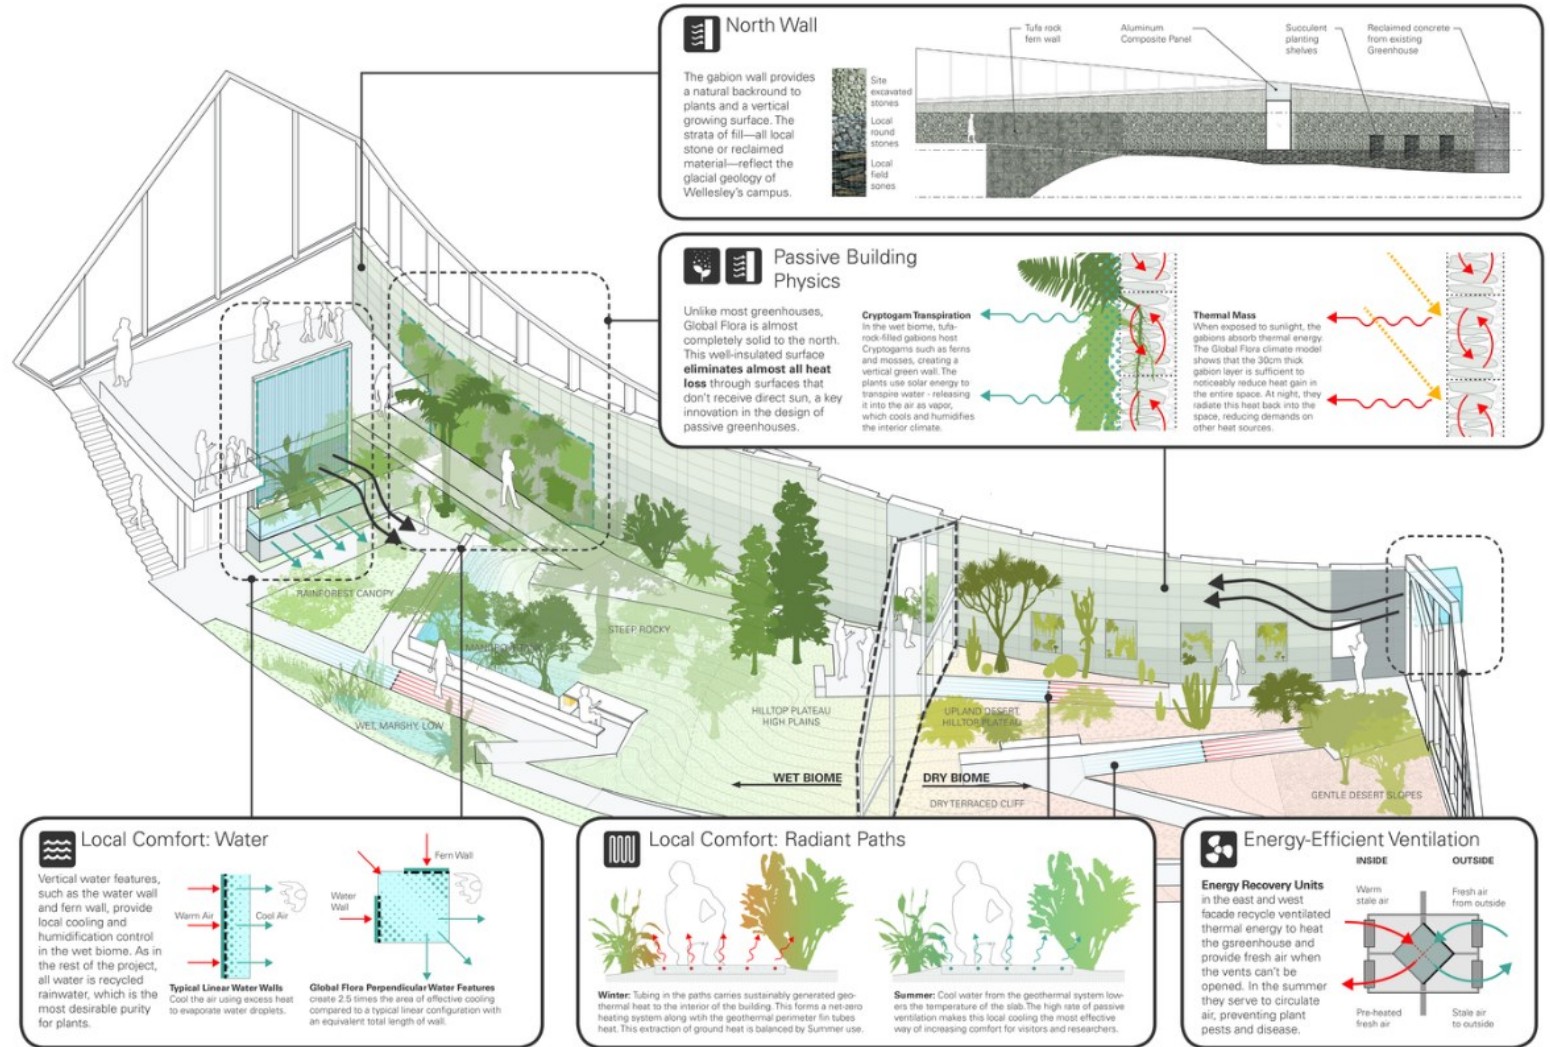 North Wall
The gabion wall provides
a natural backround to
plants and a vertical
growing surface. The
strata of fill—all local
stone or reclaimed
material—reflect the
glacial geology of
Wellesley's campus.
Site
excavated
stones
Local
round
stones
Local
field
sones
Tufa rock
fern wall
Aluminum
Composite Panel
Succulent
planting
shelves
Reclaimed concrete
from existing
Greenhouse
Passive Building
Physics
Unlike most greenhouses,
Global Flora is almost
completely solid to the north.
This well-insulated surface
eliminates almost all heat
loss through surfaces that
don't receive direct sun, a key
innovation in the design of
passive greenhouses.
Cryptogam Transpiration
In the wet biome, tufa-
rock-filled gabions host
Cryptogams such as ferns
and mosses, creating a
vertical green wall. The
plants use solar energy to
transpire water - releasing
it into the air as vapor,
which cools and humidifies
the interior climate.
Thermal Mass
When exposed to sunlight, the
gabions absorb thermal energy.
The Global Flora climate model
shows that the 30cm thick
gabion layer is sufficient to
noticeably reduce heat gain in
the entire space. At night, they
radiate this heat back into the
space, reducing demands on
other heat sources.
RAINFOREST CANOPY
STEEP, ROCKY
WET, MARSHY, LOW
HILLTOP PLATEAU
HIGH PLAINS
UPLAND DESERT,
HILLTOP PLATEAU
WET BIOME
DRY BIOME
DRY TERRACED CLIFF
GENTLE DESERT SLOPES
Local Comfort: Water
Vertical water features,
such as the water wall
and fern wall, provide
local cooling and
humidification control
in the wet biome. As in
the rest of the project,
all water is recycled
rainwater, which is the
most desirable purity
for plants.
Warm Air
Cool Air
Typical Linear Water Walls
Cool the air using excess heat
to evaporate water droplets.
Fern Wall
Water
Wall
Global Flora Perpendicular Water Features
create 2.5 times the area of effective cooling
compared to a typical linear configuration with
an equivalent total length of wall.
Local Comfort: Radiant Paths
Winter: Tubing in the paths carries sustainably generated geo-
thermal heat to the interior of the building. This forms a net-zero
heating system along wtih the geothermal perimeter fin tubes
heat. This extraction of ground heat is balanced by Summer use.
Summer: Cool water from the geothermal system low-
ers the temperature of the slab. The high rate of passive
ventilation makes this local cooling the most effective
way of increasing comfort for visitors and researchers.
Energy-Efficient Ventilation
INSIDE
OUTSIDE
Energy Recovery Units
in the east and west
facade recycle ventilated
thermal energy to heat
the gsreenhouse and
provide fresh air when
the vents can't be
opened. In the summer
they serve to circulate
air, preventing plant
pests and disease.
Warm
stale air
Fresh air
from outside
Pre-heated
fresh air
Stale air
to outside